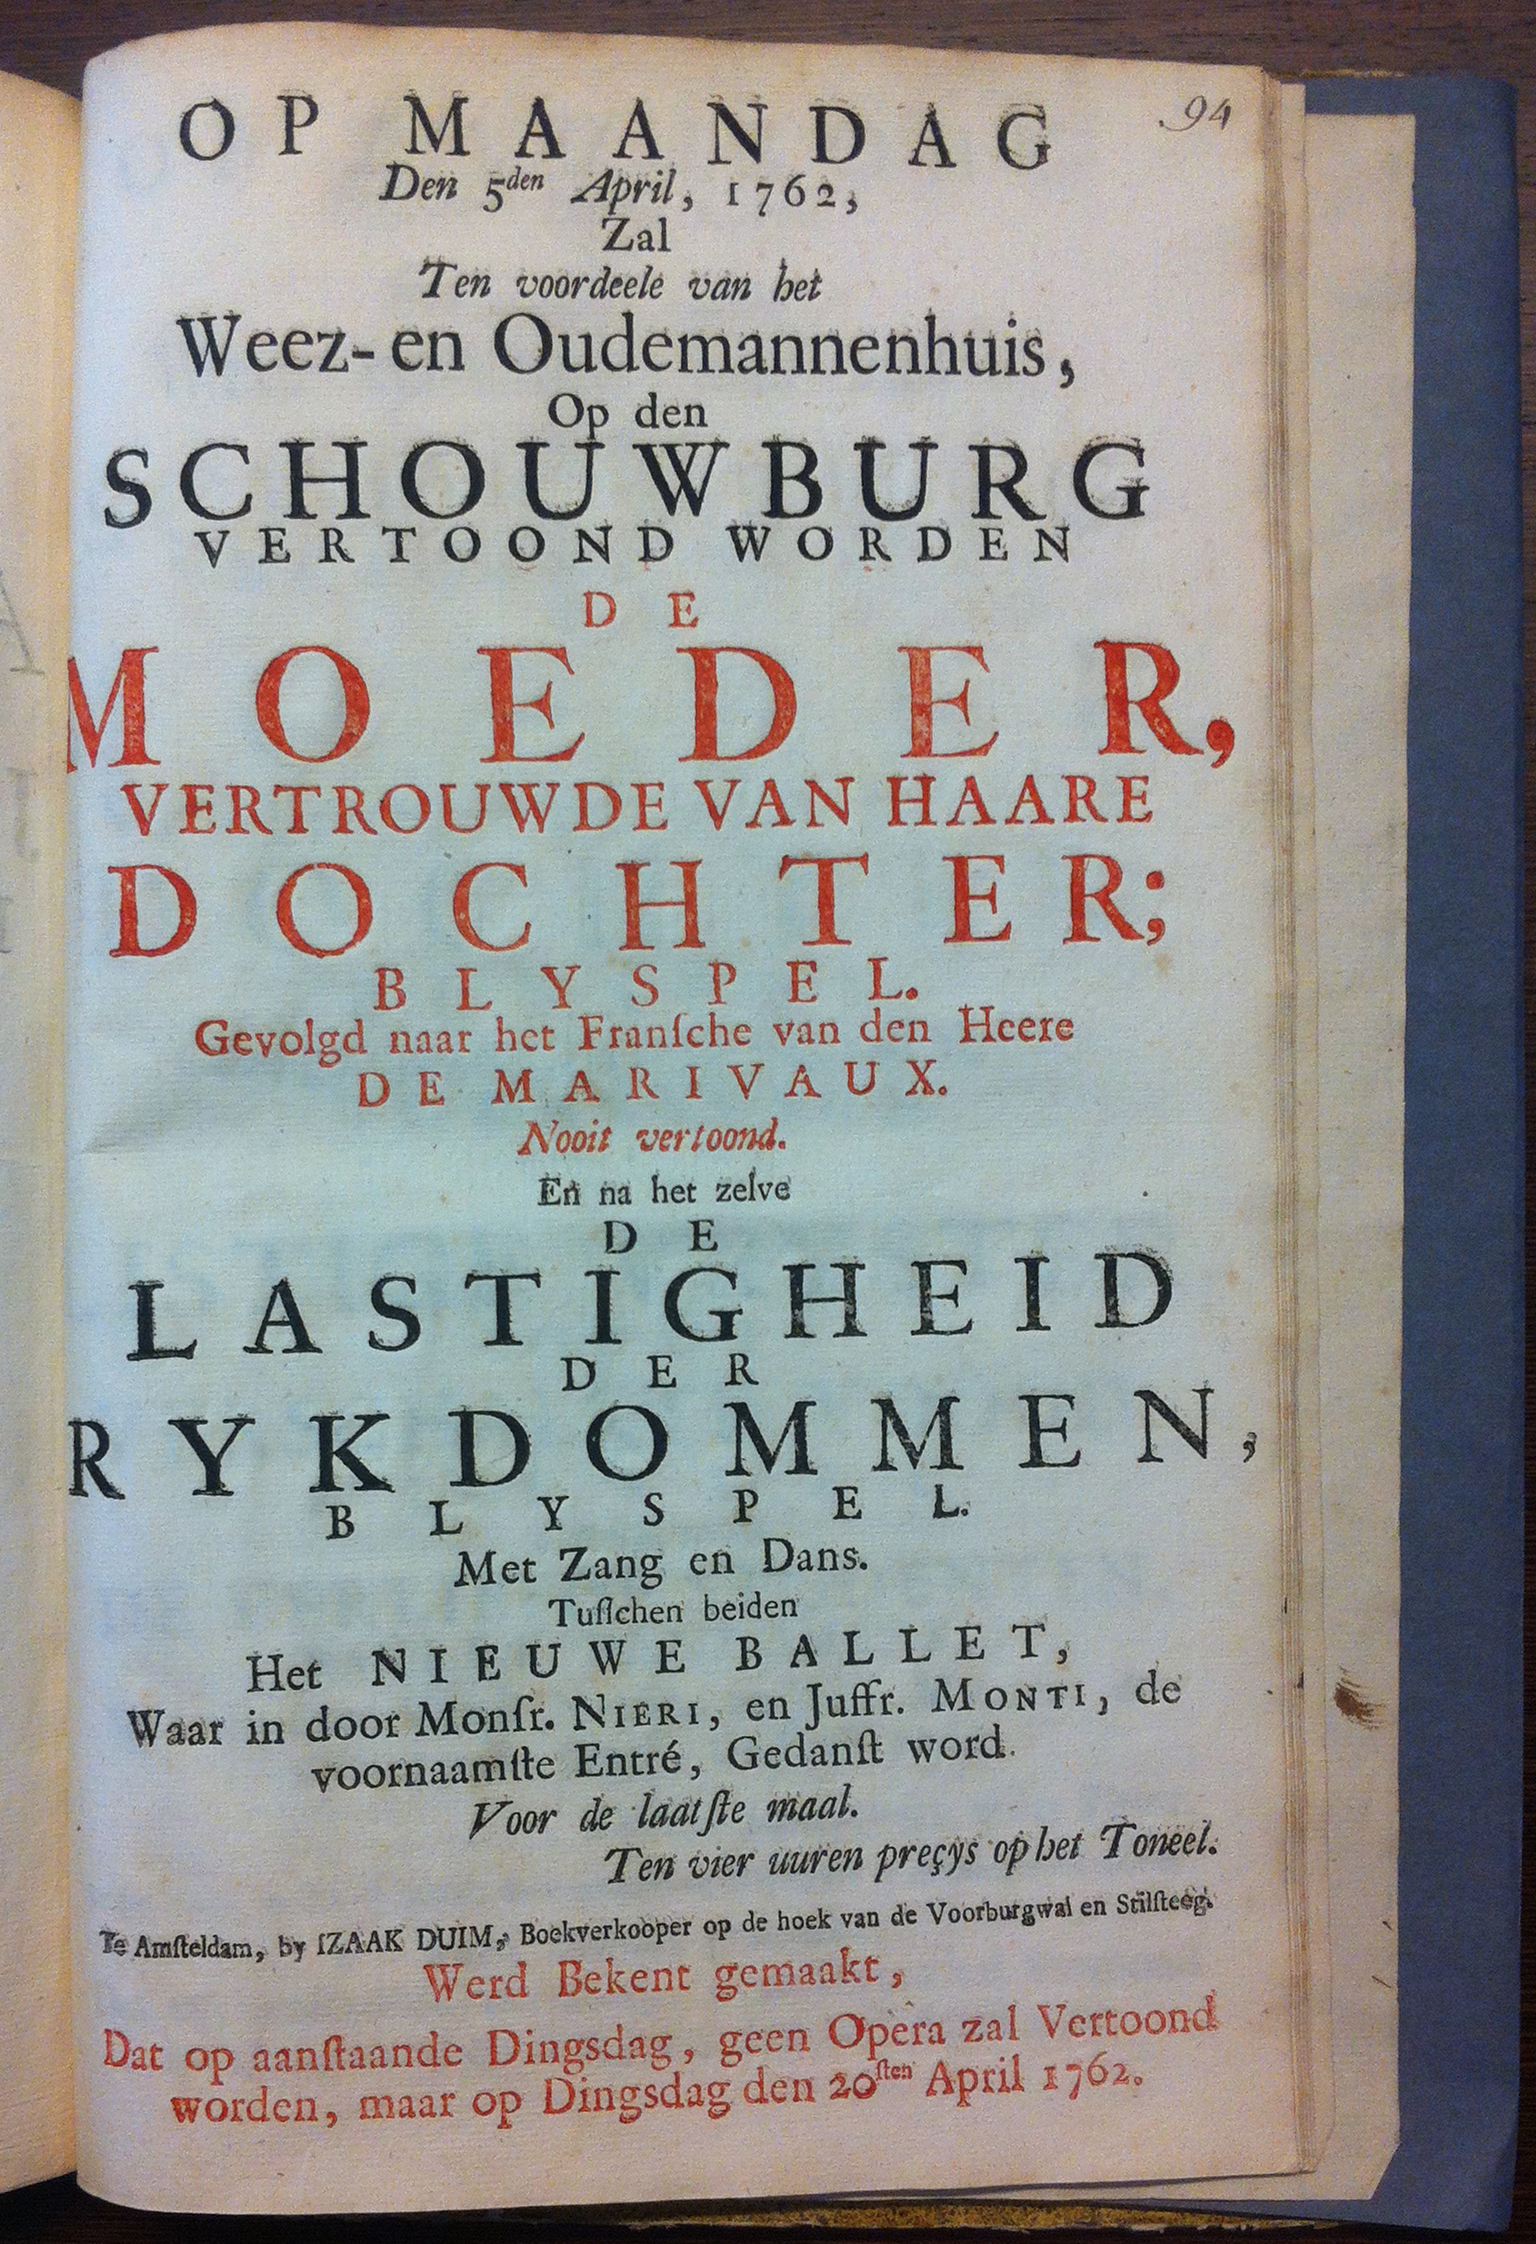 94
OP MAANDAG
Den 5den April, 1762,
Zal
Ten voordeele van het
Weez- en Oudemannenhuis,
Op den
SCHOUWBURG
VERTOOND WORDEN
DE
MOEDER,
VERTROUWDE VAN HAARE
DOCHTER;
BLYSPEL.
Gevolgd naar het Franſche van den Heere
DE MARIVAUX.
Nooit vertoond.
En na het zelve
DE
LASTIGHEID
DER
RYKDOMMEN,
BLYSPEL.
Met Zang en Dans.
Tuſſchen beiden
Het NIEUWE BALLET,
Waar in door Monſr. NIERI, en Juffr. MONTI, de
voornaamſte Entré, Gedanſt word.
Voor de laatſte maal.
Ten vier uuren preçys op het Toneel.
Te Amſteldam, by IZAAK DUIM, Boekverkooper op de hoek van de Voorburgwal en Stilſteeg.
Werd Bekent gemaakt,
Dat op aanſtaande Dingsdag, geen Opera zal Vertoond
worden, maar op Dingsdag den 20ſten April 1762.